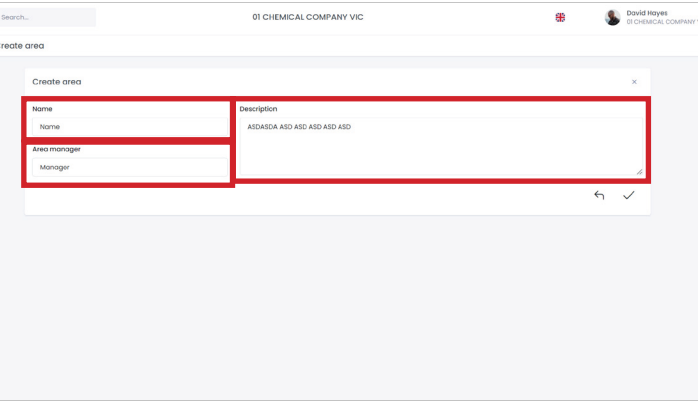 Search...
01 CHEMICAL COMPANY VIC
David Hayes
01 CHEMICAL COMPANY
reate area
Create area
Name
Name
Description
ASDASDA ASD ASD ASD ASD ASD
Area manager
Manager